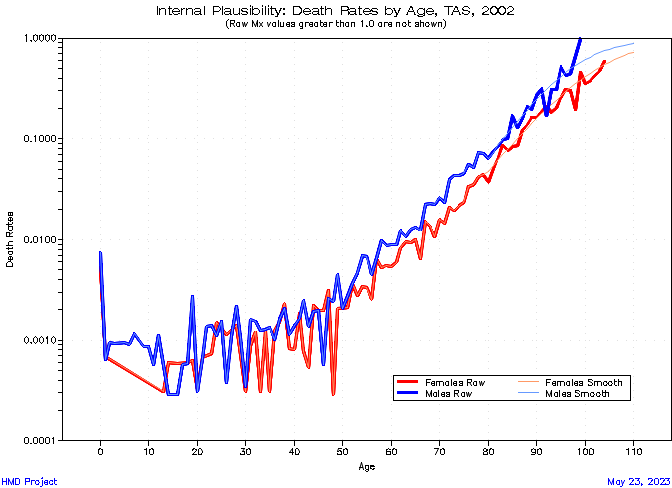 Internal Plausibility: Death Rates by Age, TAS, 2002
(Raw Mx values greater than 1.0 are not shown)
Death Rates
1.0000
0.1000
0.0100
0.0010
0.0001
Females Raw
Females Smooth
Males Raw
Males Smooth
0 10 20 30 40 50 60 70 80 90 100 110
Age
HMD Project
May 23, 2023